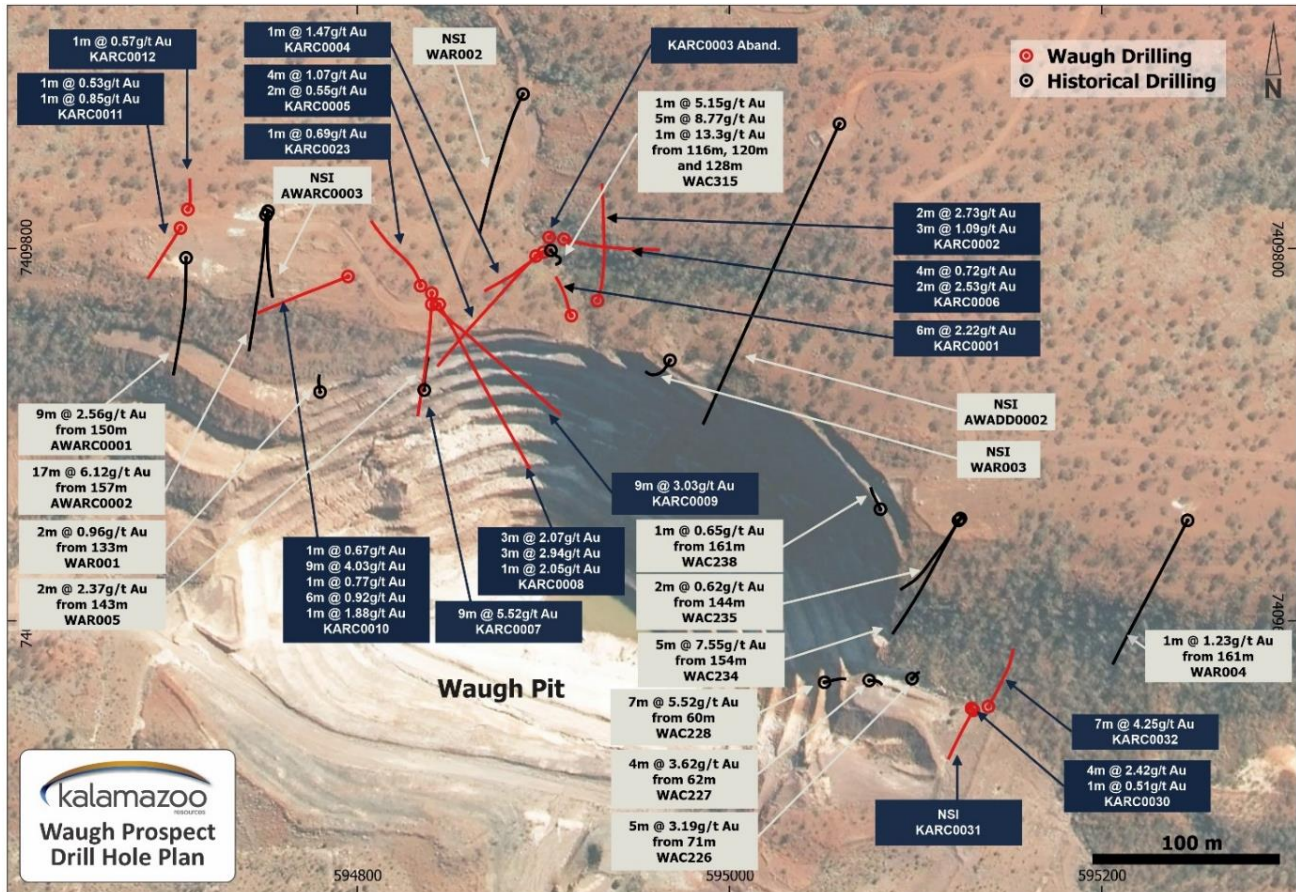 1m @ 0.57g/t Au
KARC0012
1m @ 0.53g/t Au
1m @ 0.85g/t Au
KARC0011
1m @ 1.47g/t Au
KARC0004
4m @ 1.07g/t Au
2m @ 0.55g/t Au
KARC0005
1m @ 0.69g/t Au
KARC0023
NSI
AWARC0003
NSI
WAR002
KARC0003 Aband.
1m @ 5.15g/t Au
5m @ 8.77g/t Au
1m @ 13.3g/t Au
from 116m, 120m
and 128m
WAC315
Waugh Drilling
Historical Drilling
N
2m @ 2.73g/t Au
3m @ 1.09g/t Au
KARC0002
4m @ 0.72g/t Au
2m @ 2.53g/t Au
KARC0006
6m @ 2.22g/t Au
KARC0001
NSI
AWADD0002
NSI
WAR003
7409800
7409800
9m @ 2.56g/t Au
from 150m
AWARC0001
17m @ 6.12g/t Au
from 157m
AWARC0002
2m @ 0.96g/t Au
from 133m
WAR001
2m @ 2.37g/t Au
from 143m
WAR005
1m @ 0.67g/t Au
9m @ 4.03g/t Au
1m @ 0.77g/t Au
6m @ 0.92g/t Au
1m @ 1.88g/t Au
KARC0010
9m @ 5.52g/t Au
KARC0007
3m @ 2.07g/t Au
3m @ 2.94g/t Au
1m @ 2.05g/t Au
KARC0008
9m @ 3.03g/t Au
KARC0009
1m @ 0.65g/t Au
from 161m
WAC238
2m @ 0.62g/t Au
from 144m
WAC235
5m @ 7.55g/t Au
from 154m
WAC234
7m @ 5.52g/t Au
from 60m
WAC228
4m @ 3.62g/t Au
from 62m
WAC227
5m @ 3.19g/t Au
from 71m
WAC226
1m @ 1.23g/t Au
from 161m
WAR004
7m @ 4.25g/t Au
KARC0032
4m @ 2.42g/t Au
1m @ 0.51g/t Au
KARC0030
NSI
KARC0031
Waugh Pit
kalamazoo
resources
Waugh Prospect
Drill Hole Plan
100 m
594800
595000
595200